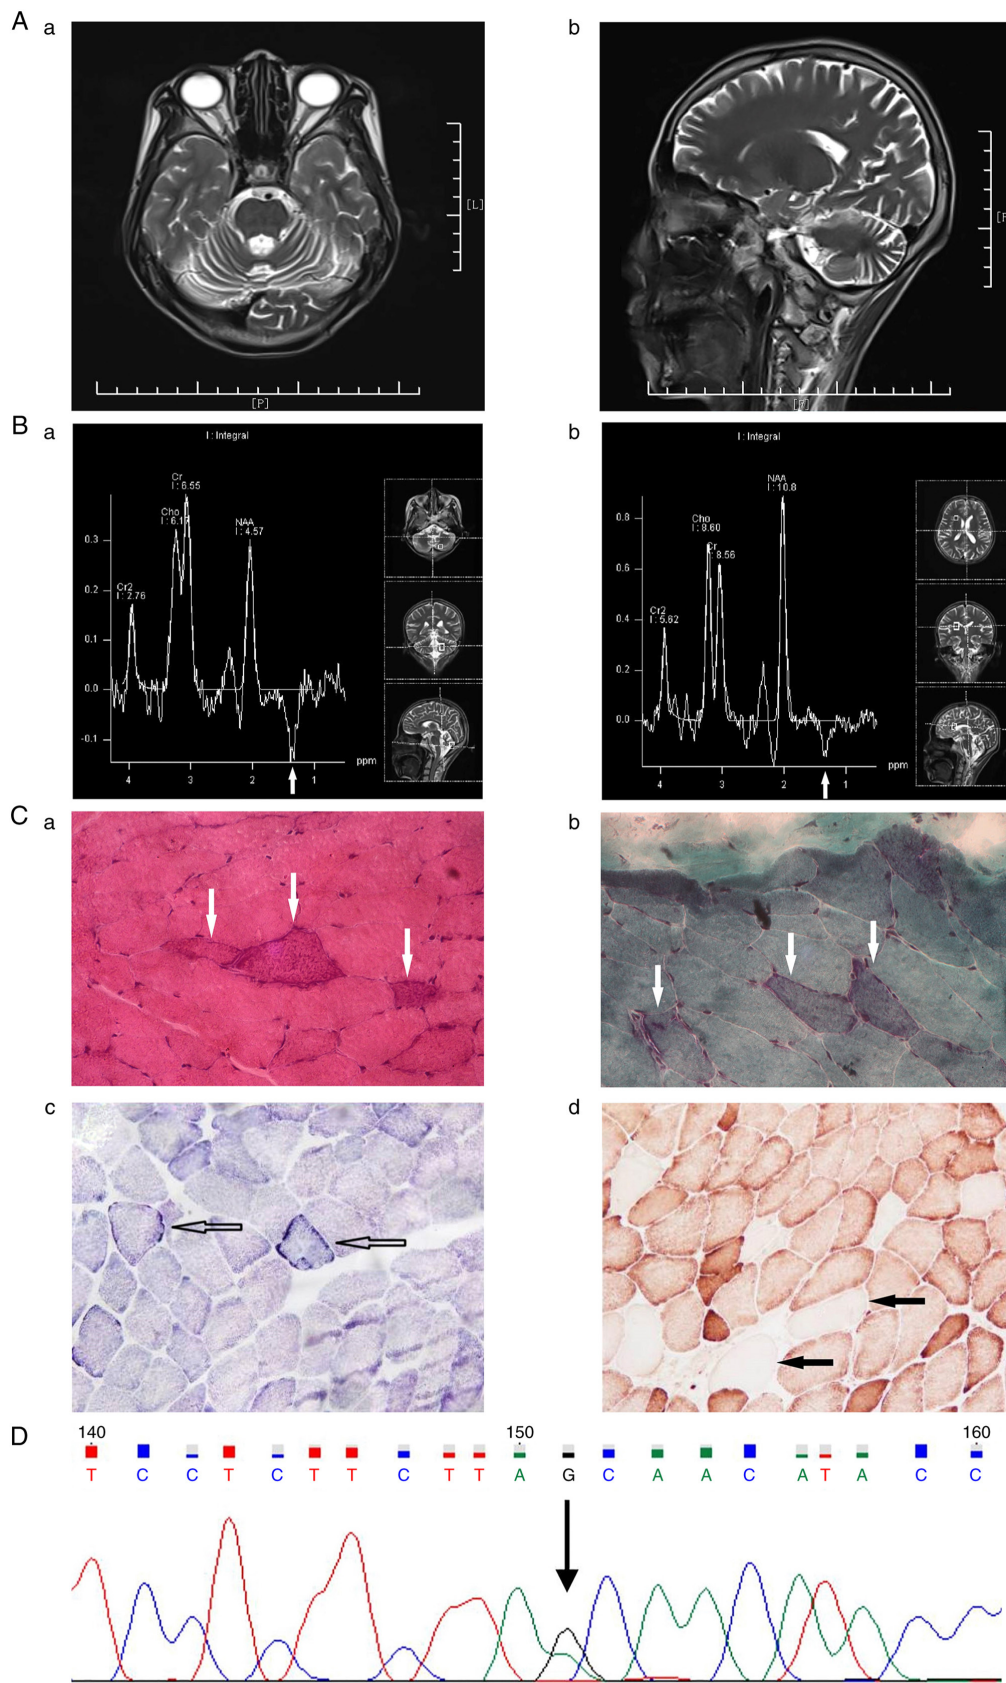 A a b
[L]
[P]
B a b
I : Integral
Cr
I : 6.55
Cho
NAA
I : 4.57
Cr2
I : 2.76
0.3
0.2
0.1
0.0
-0.1
4 3 2 1
ppm
I : Integral
NAA
I : 10.8
Cho
I : 8.60
8.56
Cr2
I : 5.62
0.8
0.6
0.4
0.2
0.0
4 3 2 1
ppm
C a b
c d
D 140 150 160
T C C T C T T C T T A G C A A C A T A C C